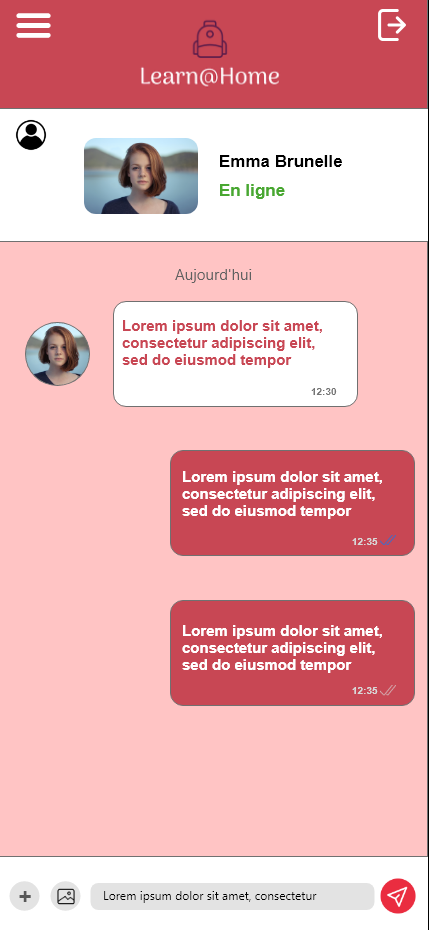 Learn@Home
Emma Brunelle
En ligne
Aujourd'hui
Lorem ipsum dolor sit amet,
consectetur adipiscing elit,
sed do eiusmod tempor
12:30
Lorem ipsum dolor sit amet,
consectetur adipiscing elit,
sed do eiusmod tempor
12:35
Lorem ipsum dolor sit amet,
consectetur adipiscing elit,
sed do eiusmod tempor
12:35
Lorem ipsum dolor sit amet, consectetur